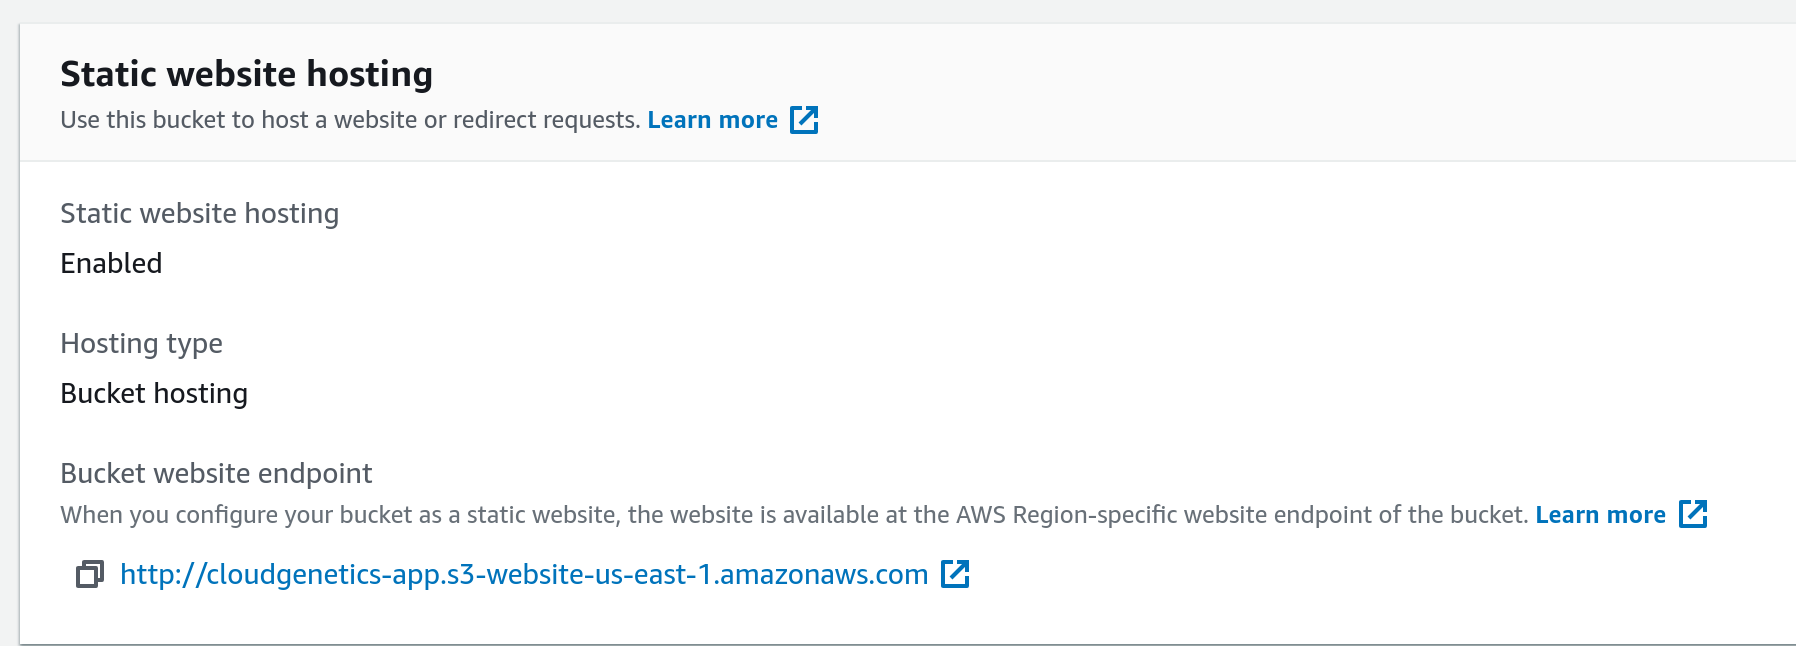 Static website hosting
Use this bucket to host a website or redirect requests. Learn more
Static website hosting
Enabled
Hosting type
Bucket hosting
Bucket website endpoint
When you configure your bucket as a static website, the website is available at the AWS Region-specific website endpoint of the bucket. Learn more
http://cloudgenetics-app.s3-website-us-east-1.amazonaws.com